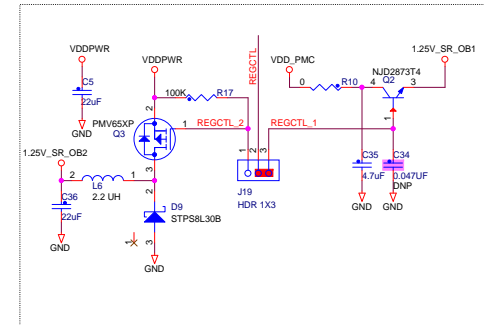 VDDPWR
VDDPWR
REGCTL
VDD_PMC
1.25V_SR_OB1
C5
22uF
GND
2
100K
R17
0
R10
NJD2873T4
Q2
4
3
1
PMV65XP
Q3
1
REGCTL_2
REGCTL_1
3
1
2
3
J19
HDR 1X3
1.25V_SR_OB2
2
1
L6
2.2 UH
C36
22uF
GND
2
D9
STPS8L30B
1
3
GND
C35
4.7uF
GND
C34
0.047UF
DNP
GND